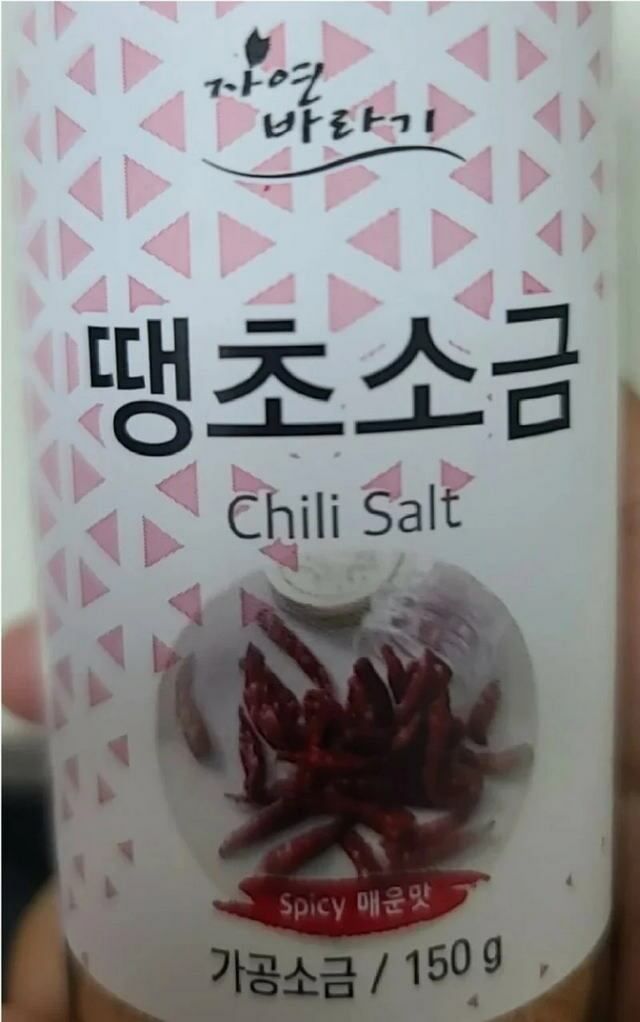 자연
바라기
땡초소금
Chili Salt
Spicy 매운맛
가공소금 / 150 g